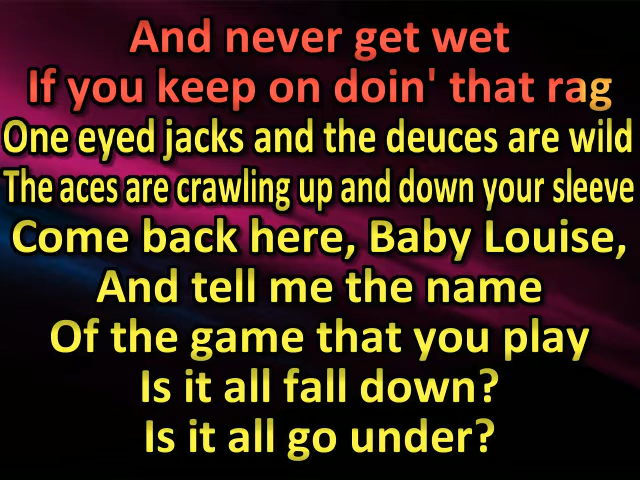 And never get wet
If you keep on doin' that rag
One eyed jacks and the deuces are wild
The aces are crawling up and down your sleeve
Come back here, Baby Louise,
And tell me the name
Of the game that you play
Is it all fall down?
Is it all go under?